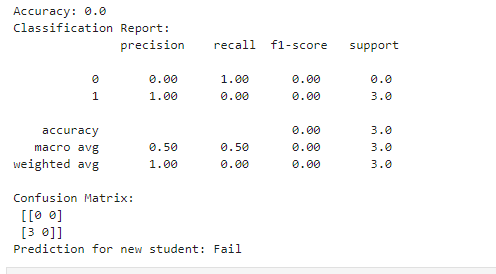 Accuracy: 0.0
Classification Report:
              precision    recall  f1-score   support

           0       0.00      1.00      0.00       0.0
           1       1.00      0.00      0.00       3.0

    accuracy                           0.00       3.0
   macro avg       0.50      0.50      0.00       3.0
weighted avg       1.00      0.00      0.00       3.0

Confusion Matrix:
 [[0 0]
 [3 0]]
Prediction for new student: Fail